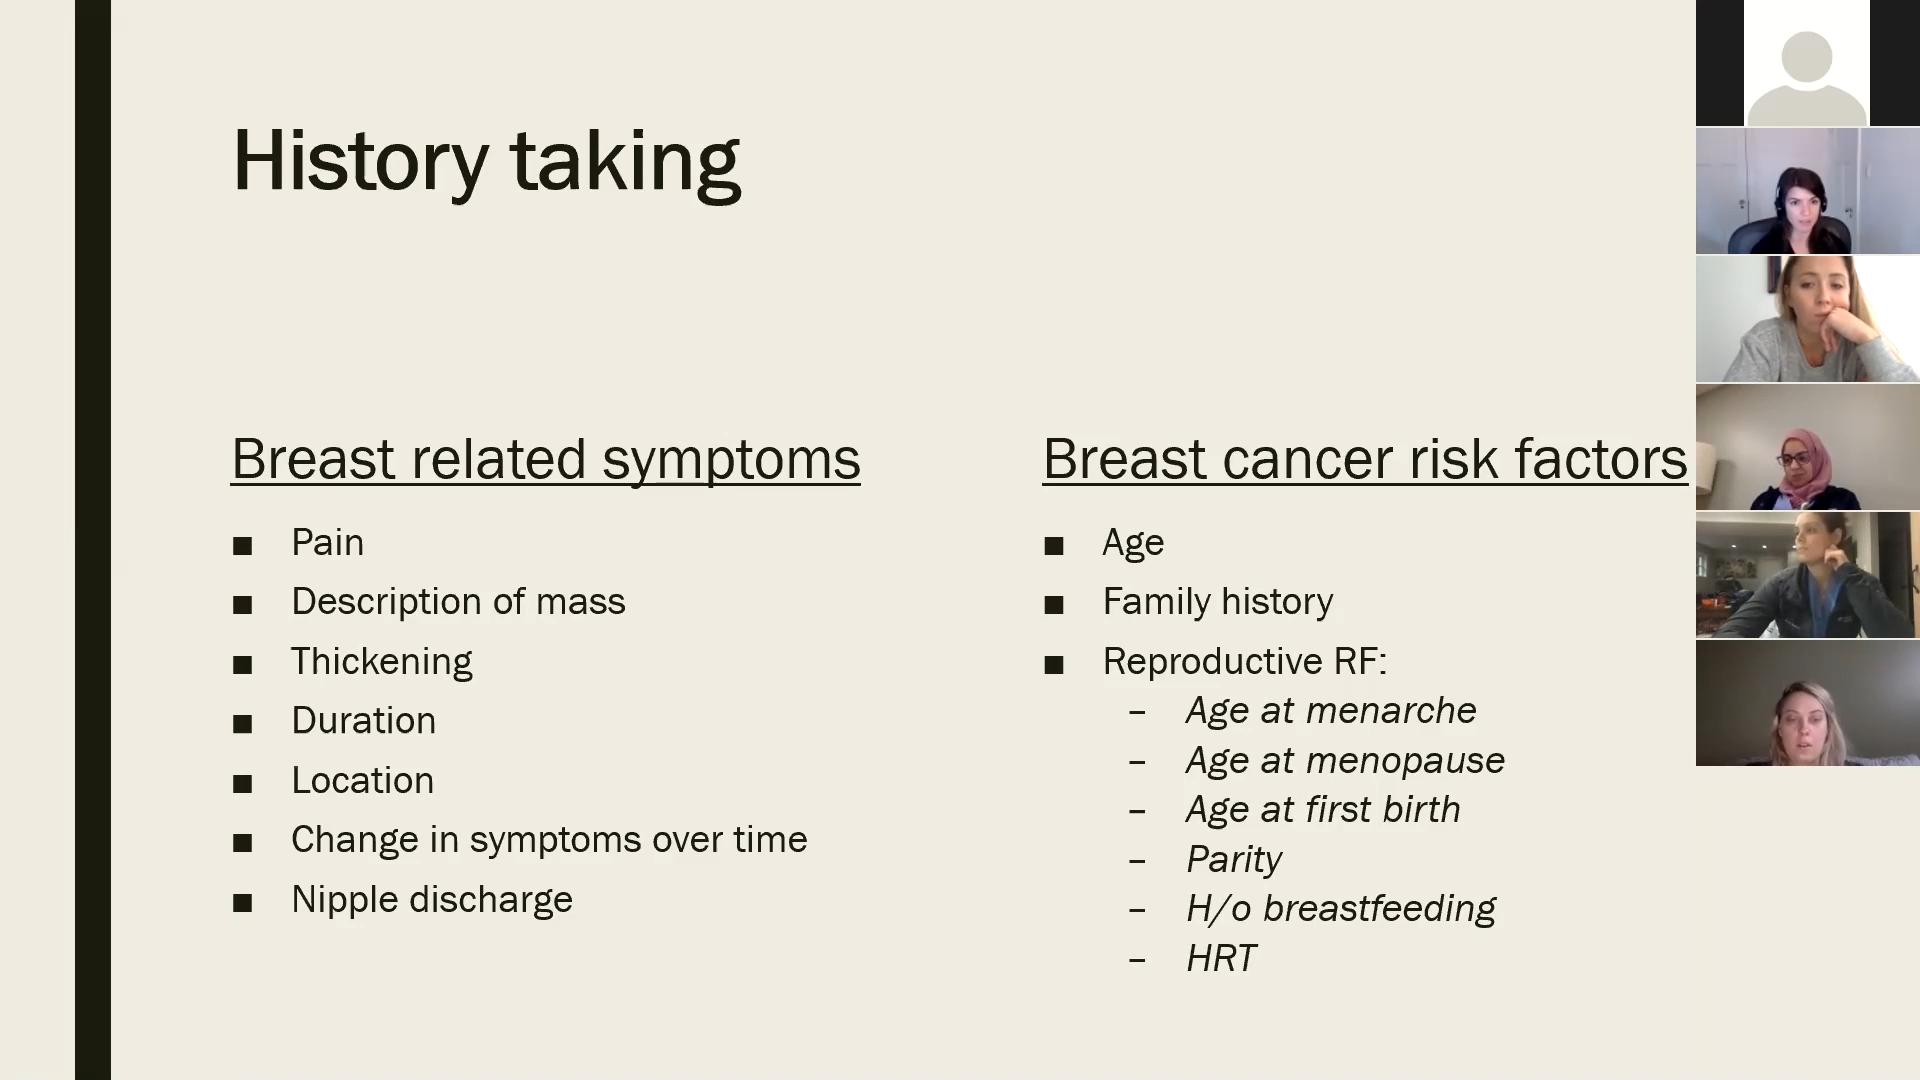 History taking
Breast related symptoms
■ Pain
■ Description of mass
■ Thickening
■ Duration
■ Location
■ Change in symptoms over time
■ Nipple discharge
Breast cancer risk factors
■ Age
■ Family history
■ Reproductive RF:
– Age at menarche
– Age at menopause
– Age at first birth
– Parity
– H/o breastfeeding
– HRT